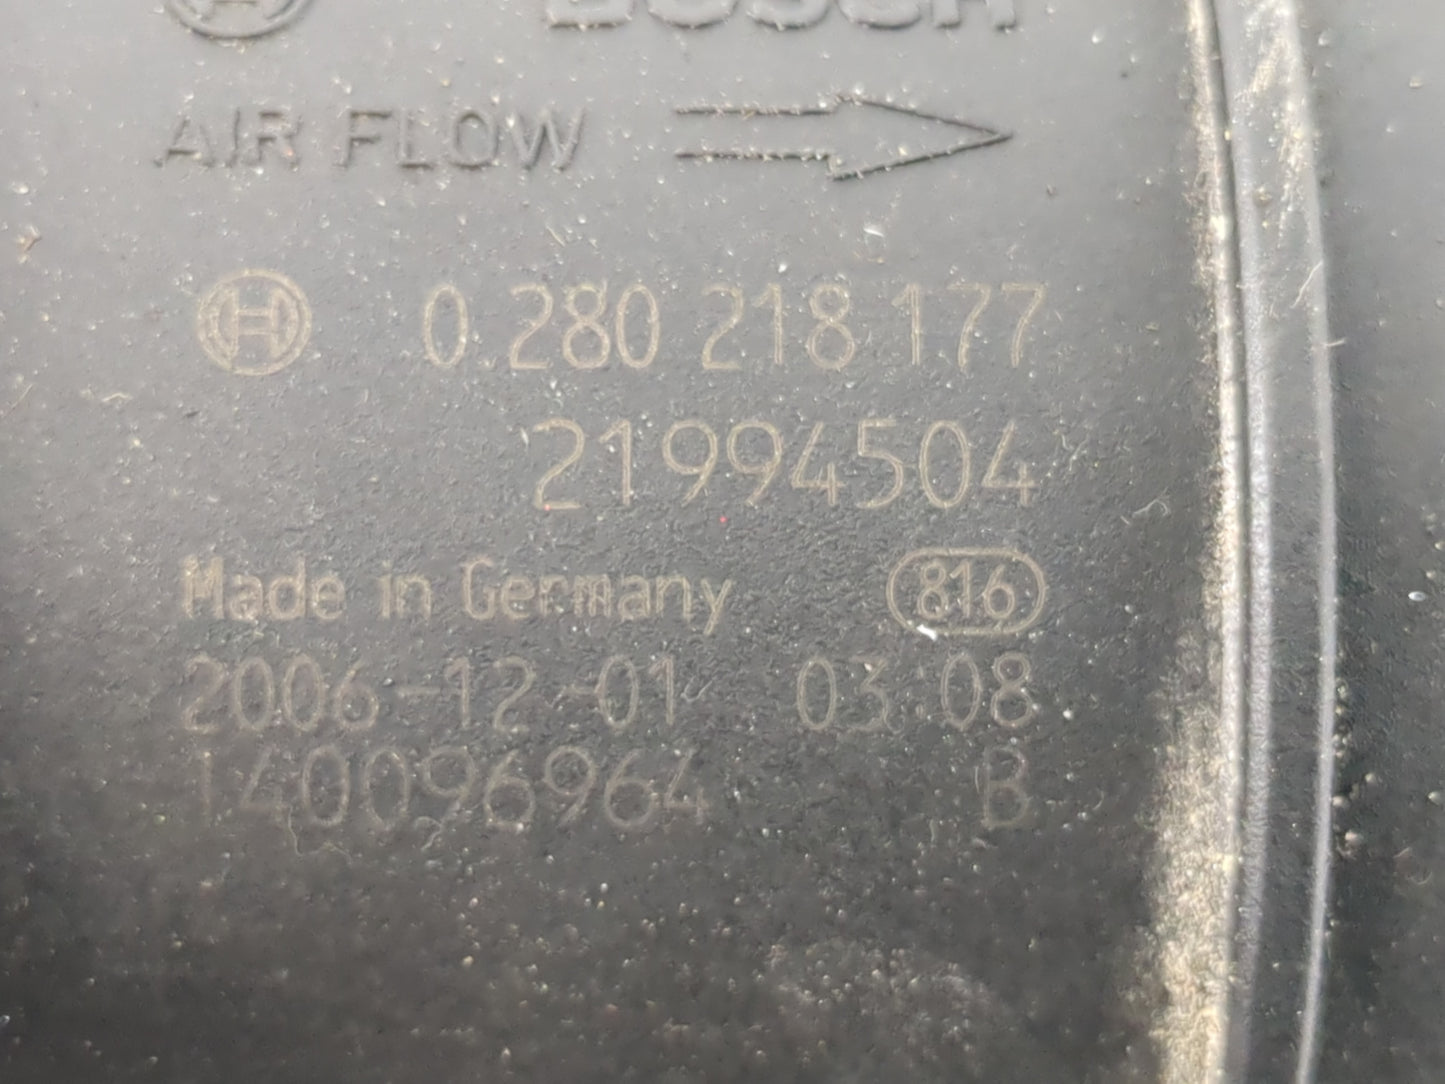 BOSCH
AIR FLOW
0 280 218 177
21994504
Made in Germany 816
2006-12-01 03:08
140096964 B